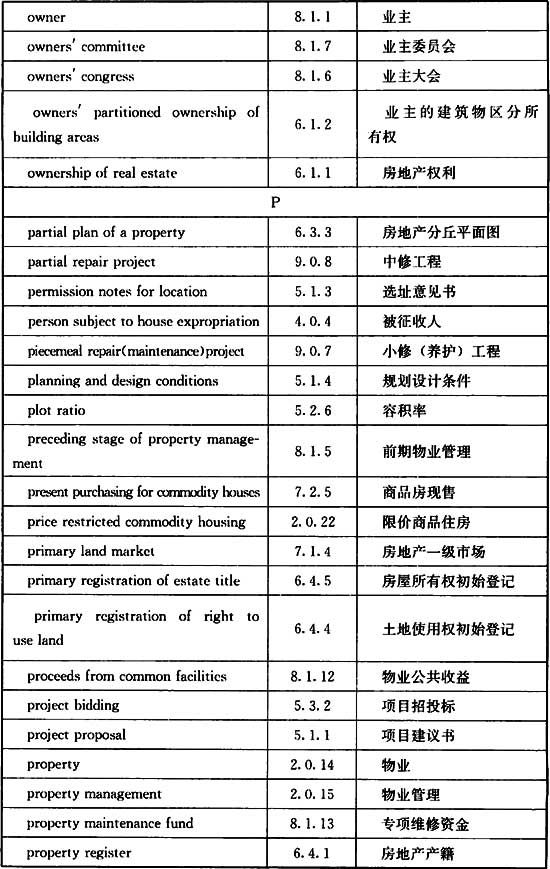 owner 8.1.1 业主
owners' committee 8.1.7 业主委员会
owners' congress 8.1.6 业主大会
owners' partitioned ownership of
building areas 6.1.2 业主的建筑物区分所
有权
ownership of real estate 6.1.1 房地产权利
P
partial plan of a property 6.3.3 房地产分丘平面图
partial repair project 9.0.8 中修工程
permission notes for location 5.1.3 选址意见书
person subject to house expropriation 4.0.4 被征收人
piecemeal repair(maintenance)project 9.0.7 小修（养护）工程
planning and design conditions 5.1.4 规划设计条件
plot ratio 5.2.6 容积率
preceding stage of property manage-
ment 8.1.5 前期物业管理
present purchasing for commodity houses 7.2.5 商品房现售
price restricted commodity housing 2.0.22 限价商品住房
primary land market 7.1.4 房地产一级市场
primary registration of estate title 6.4.5 房屋所有权初始登记
primary registration of right to
use land 6.4.4 土地使用权初始登记
proceeds from common facilities 8.1.12 物业公共收益
project bidding 5.3.2 项目招投标
project proposal 5.1.1 项目建议书
property 2.0.14 物业
property management 2.0.15 物业管理
property maintenance fund 8.1.13 专项维修资金
property register 6.4.1 房地产产籍